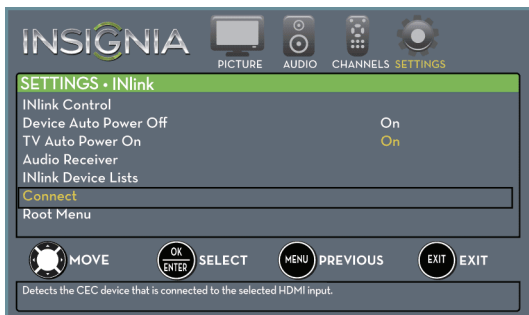 INSIGNIA
PICTURE AUDIO CHANNELS SETTINGS
SETTINGS • INlink
INlink Control
Device Auto Power Off On
TV Auto Power On On
Audio Receiver
INlink Device Lists
Connect
Root Menu
MOVE OK ENTER SELECT MENU PREVIOUS EXIT EXIT
Detects the CEC device that is connected to the selected HDMI input.